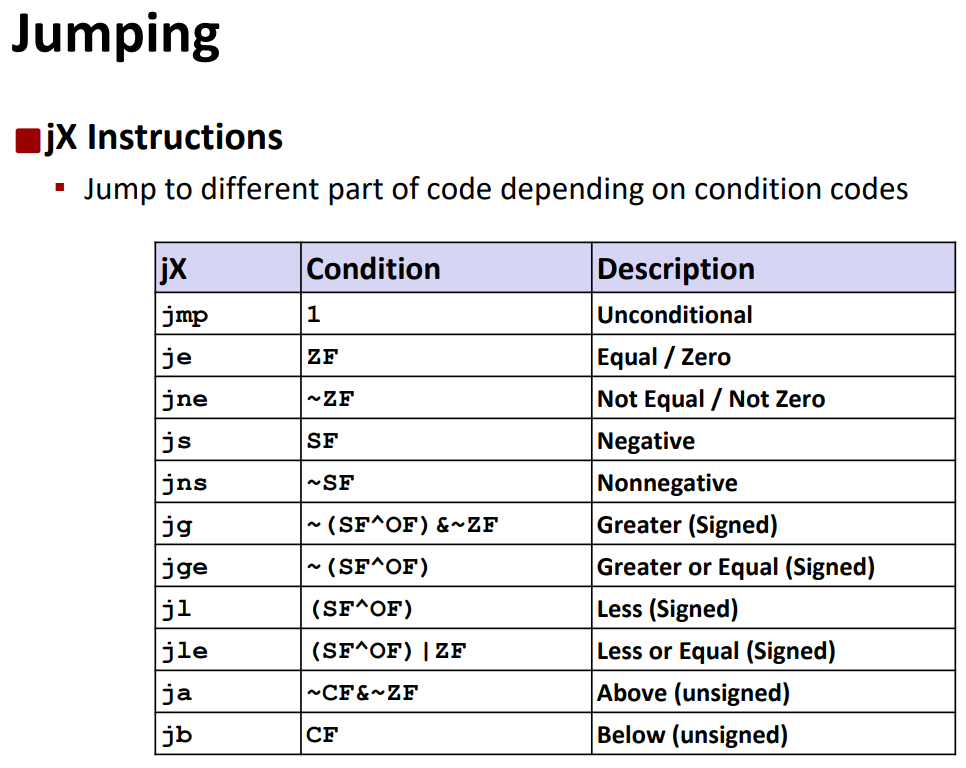 Jumping
jX Instructions
Jump to different part of code depending on condition codes
jX Condition Description
jmp 1 Unconditional
je ZF Equal / Zero
jne ~ZF Not Equal / Not Zero
js SF Negative
jns ~SF Nonnegative
jg ~(SF^OF)&~ZF Greater (Signed)
jge ~(SF^OF) Greater or Equal (Signed)
jl (SF^OF) Less (Signed)
jle (SF^OF)|ZF Less or Equal (Signed)
ja ~CF&~ZF Above (unsigned)
jb CF Below (unsigned)